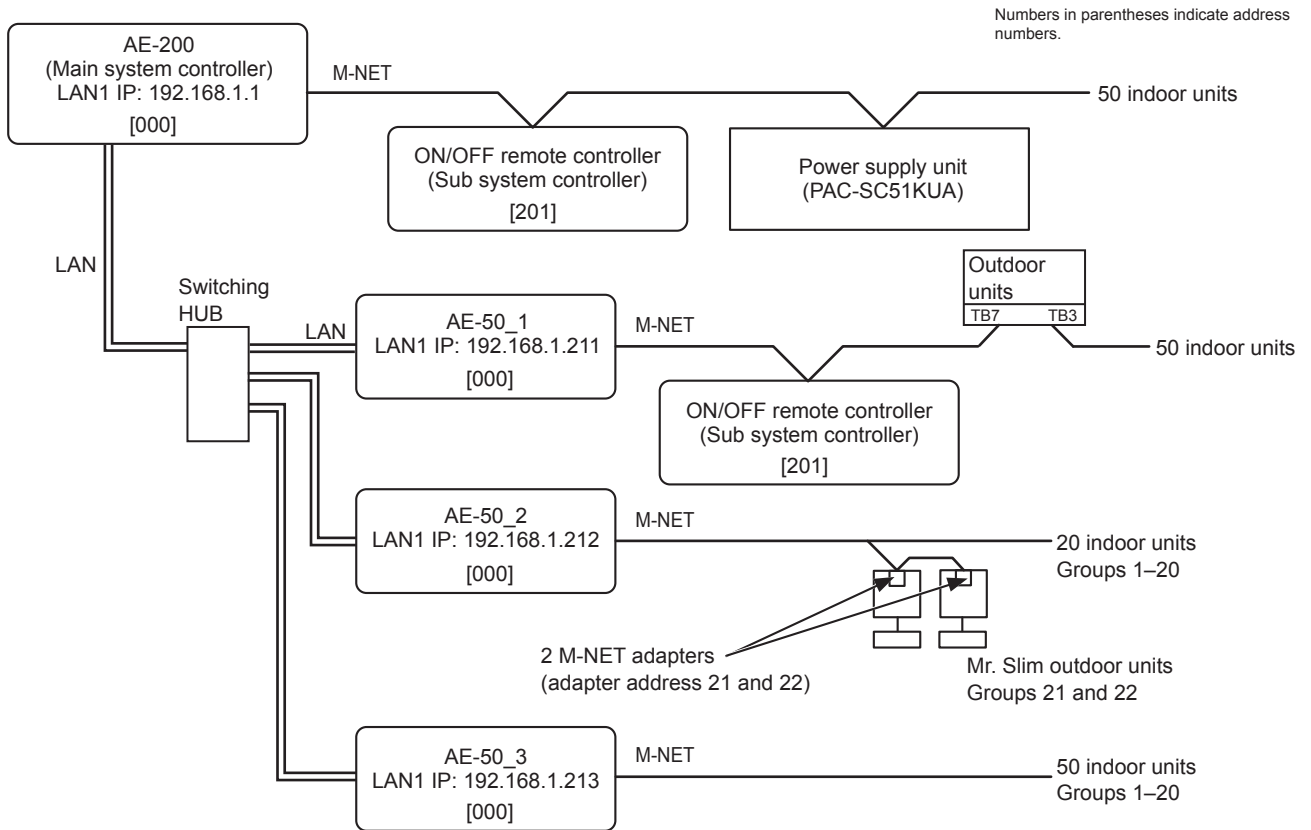 Numbers in parentheses indicate address
numbers.
AE-200
(Main system controller)
LAN1 IP: 192.168.1.1
[000]
M-NET
50 indoor units
ON/OFF remote controller
(Sub system controller)
[201]
Power supply unit
(PAC-SC51KUA)
LAN
Switching
HUB
LAN
AE-50_1
LAN1 IP: 192.168.1.211
[000]
M-NET
Outdoor
units
TB7 TB3
50 indoor units
ON/OFF remote controller
(Sub system controller)
[201]
AE-50_2
LAN1 IP: 192.168.1.212
[000]
M-NET
20 indoor units
Groups 1–20
2 M-NET adapters
(adapter address 21 and 22)
Mr. Slim outdoor units
Groups 21 and 22
AE-50_3
LAN1 IP: 192.168.1.213
[000]
M-NET
50 indoor units
Groups 1–20